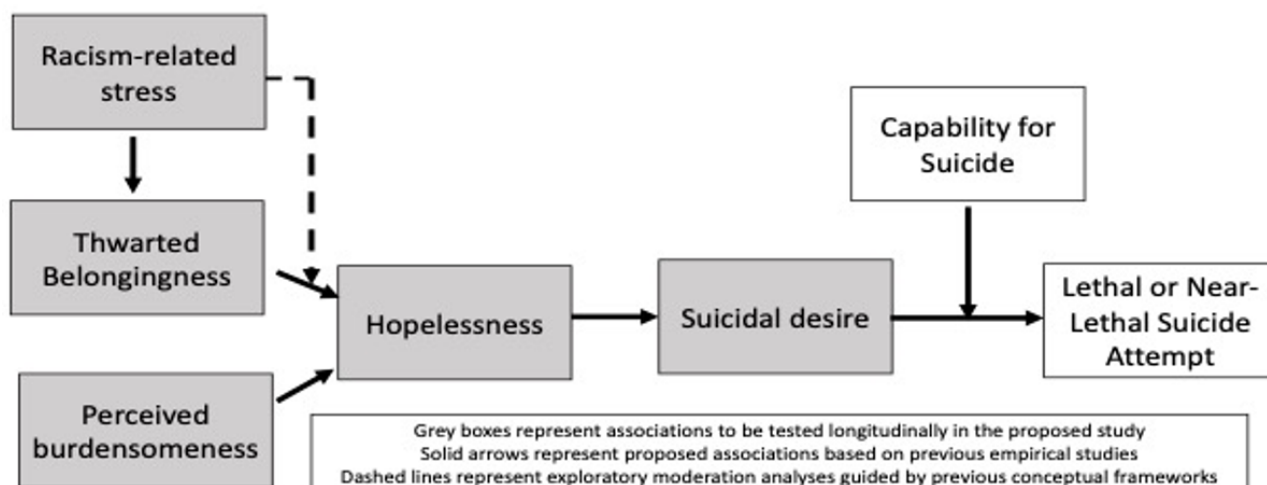 Racism-related
stress
Thwarted
Belongingness
Perceived
burdensomeness
Hopelessness
Suicidal desire
Capability for
Suicide
Lethal or Near-
Lethal Suicide
Attempt
Grey boxes represent associations to be tested longitudinally in the proposed study
Solid arrows represent proposed associations based on previous empirical studies
Dashed lines represent exploratory moderation analyses guided by previous conceptual frameworks